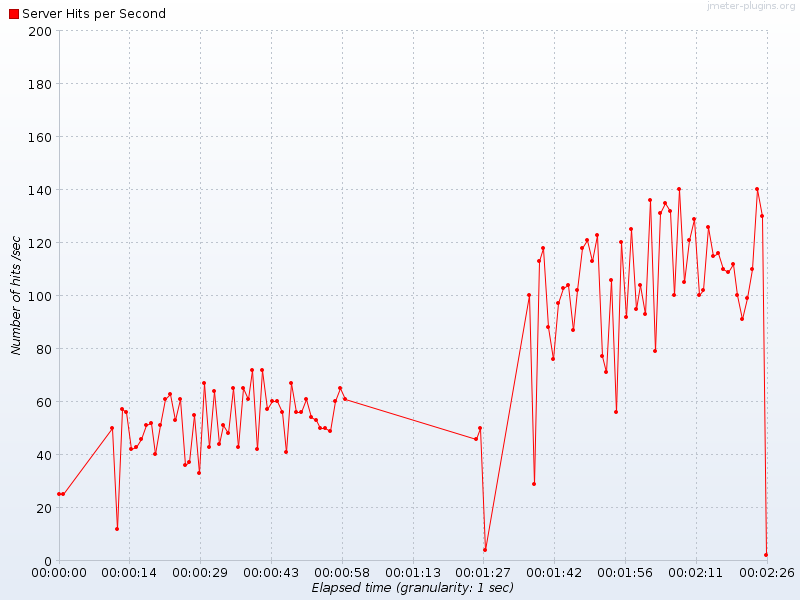 jmeter-plugins.org
Server Hits per Second
200
180
160
140
120
100
80
60
40
20
0
Number of hits /sec
00:00:00 00:00:14 00:00:29 00:00:43 00:00:58 00:01:13 00:01:27 00:01:42 00:01:56 00:02:11 00:02:26
Elapsed time (granularity: 1 sec)